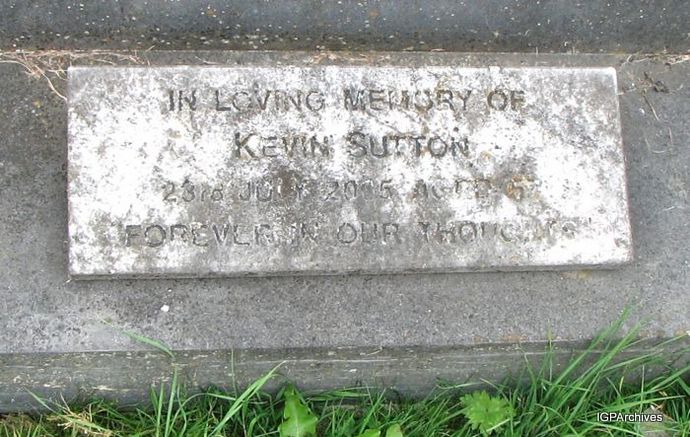 IN LOVING MEMORY OF
KEVIN SUTTON
23rd JULY 2005 AGED
"FOREVER IN OUR THOUGHTS"
IGPArchives